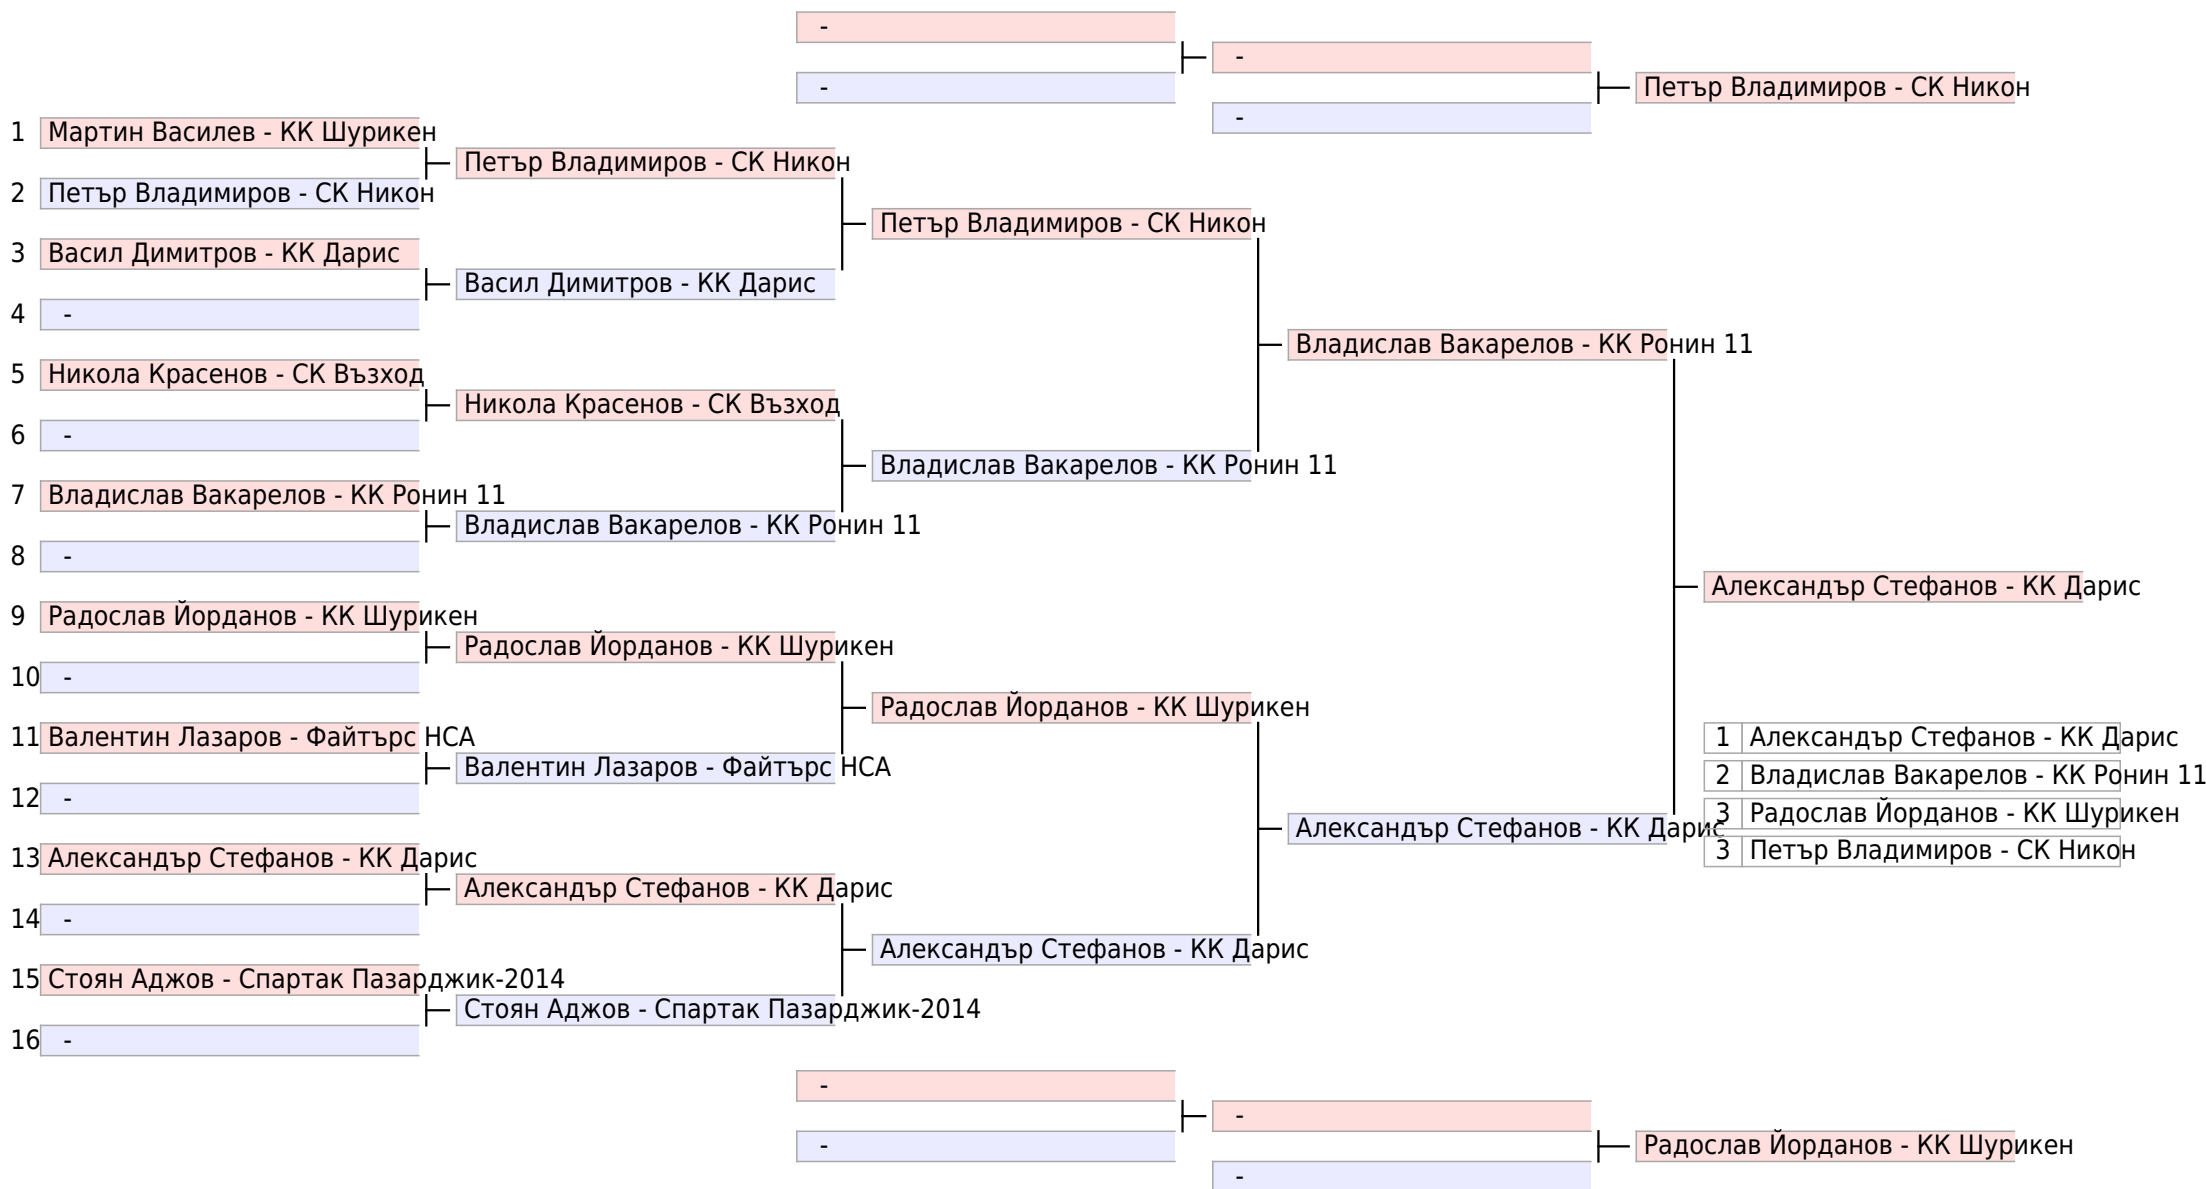 -
-
-
-
Петър Владимиров - СК Никон
1 Мартин Василев - КК Шурикен
2 Петър Владимиров - СК Никон
3 Васил Димитров - КК Дарис
4 -
5 Никола Красенов - СК Възход
6 -
7 Владислав Вакарелов - КК Ронин 11
8 -
9 Радослав Йорданов - КК Шурикен
10 -
11 Валентин Лазаров - Файтърс НСА
12 -
13 Александър Стефанов - КК Дарис
14 -
15 Стоян Аджов - Спартак Пазарджик-2014
16 -
Петър Владимиров - СК Никон
Васил Димитров - КК Дарис
Никола Красенов - СК Възход
Владислав Вакарелов - КК Ронин 11
Радослав Йорданов - КК Шурикен
Валентин Лазаров - Файтърс НСА
Александър Стефанов - КК Дарис
Стоян Аджов - Спартак Пазарджик-2014
Петър Владимиров - СК Никон
Владислав Вакарелов - КК Ронин 11
Радослав Йорданов - КК Шурикен
Александър Стефанов - КК Дарис
Владислав Вакарелов - КК Ронин 11
Александър Стефанов - КК Дарис
Александър Стефанов - КК Дарис
1 Александър Стефанов - КК Дарис
2 Владислав Вакарелов - КК Ронин 11
3 Радослав Йорданов - КК Шурикен
3 Петър Владимиров - СК Никон
-
-
-
-
Радослав Йорданов - КК Шурикен